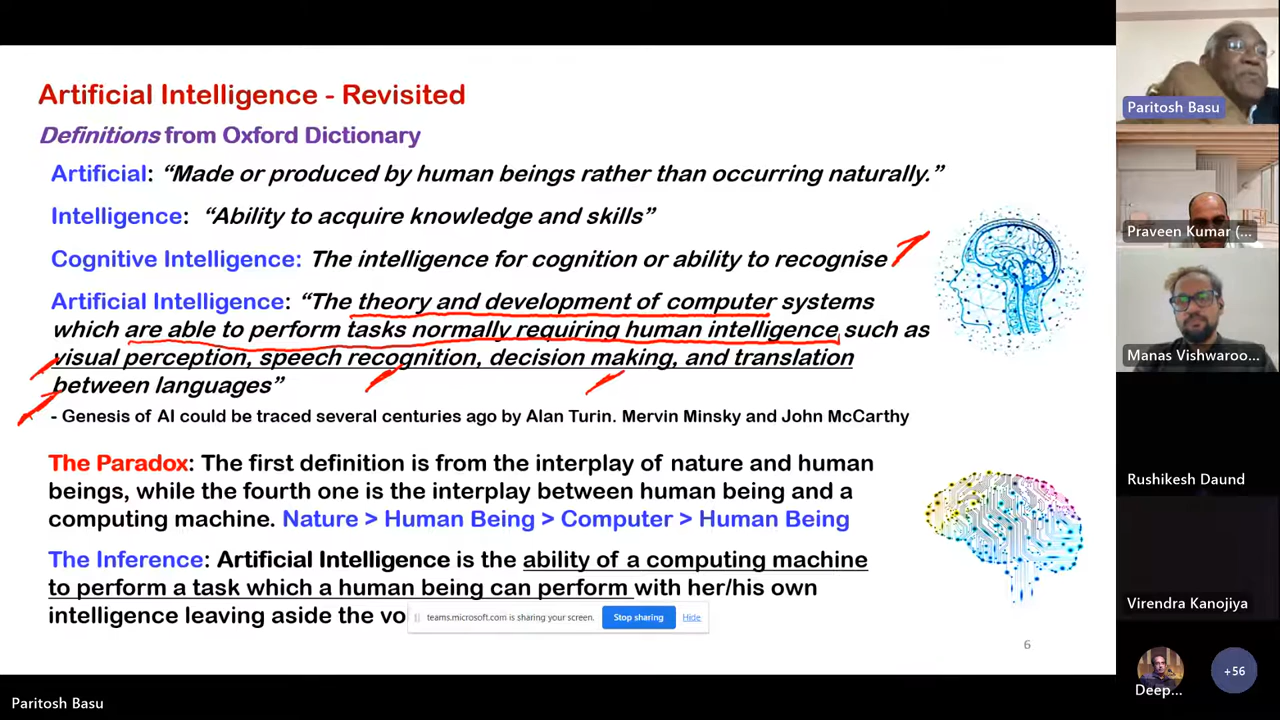 Artificial Intelligence - Revisited
Definitions from Oxford Dictionary
Artificial: “Made or produced by human beings rather than occurring naturally.”
Intelligence: “Ability to acquire knowledge and skills”
Cognitive Intelligence: The intelligence for cognition or ability to recognise
Artificial Intelligence: “The theory and development of computer systems
which are able to perform tasks normally requiring human intelligence such as
visual perception, speech recognition, decision making, and translation
between languages”
- Genesis of AI could be traced several centuries ago by Alan Turin. Mervin Minsky and John McCarthy
The Paradox: The first definition is from the interplay of nature and human
beings, while the fourth one is the interplay between human being and a
computing machine. Nature > Human Being > Computer > Human Being
The Inference: Artificial Intelligence is the ability of a computing machine
to perform a task which a human being can perform with her/his own
intelligence leaving aside the vo
teams.microsoft.com is sharing your screen. Stop sharing Hide
6
Paritosh Basu
Paritosh Basu
Praveen Kumar (...
Manas Vishwaroo...
Rushikesh Daund
Virendra Kanojiya
Deep...
+56